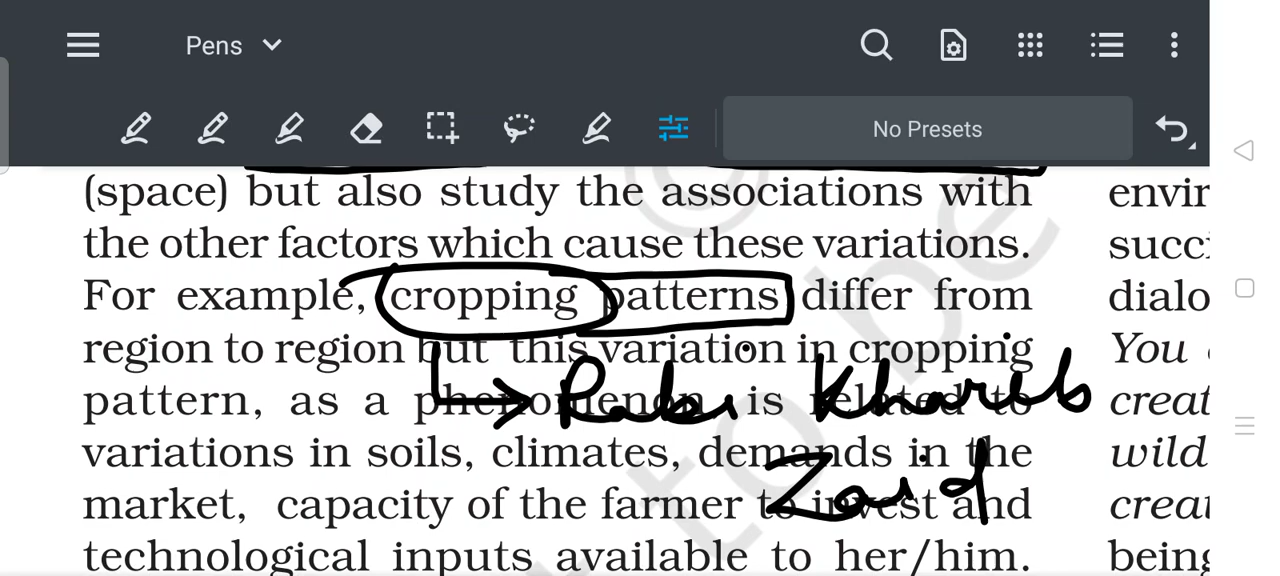 Pens
No Presets
(space) but also study the associations with
the other factors which cause these variations.
For example, cropping patterns differ from
region to region but this variation in cropping
pattern, as a phenomenon is related to
variations in soils, climates, demands in the
market, capacity of the farmer to invest and
technological inputs available to her/him.
Rabi Kharib
Zaid
envir
succi
dialo
You
creat
wild
creat
being
to be